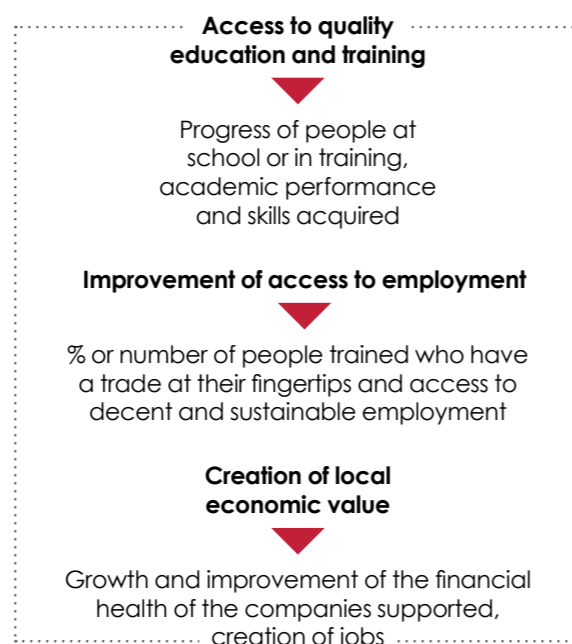 Access to quality
education and training
Progress of people at
school or in training,
academic performance
and skills acquired
Improvement of access to employment
% or number of people trained who have
a trade at their fingertips and access to
decent and sustainable employment
Creation of local
economic value
Growth and improvement of the financial
health of the companies supported,
creation of jobs